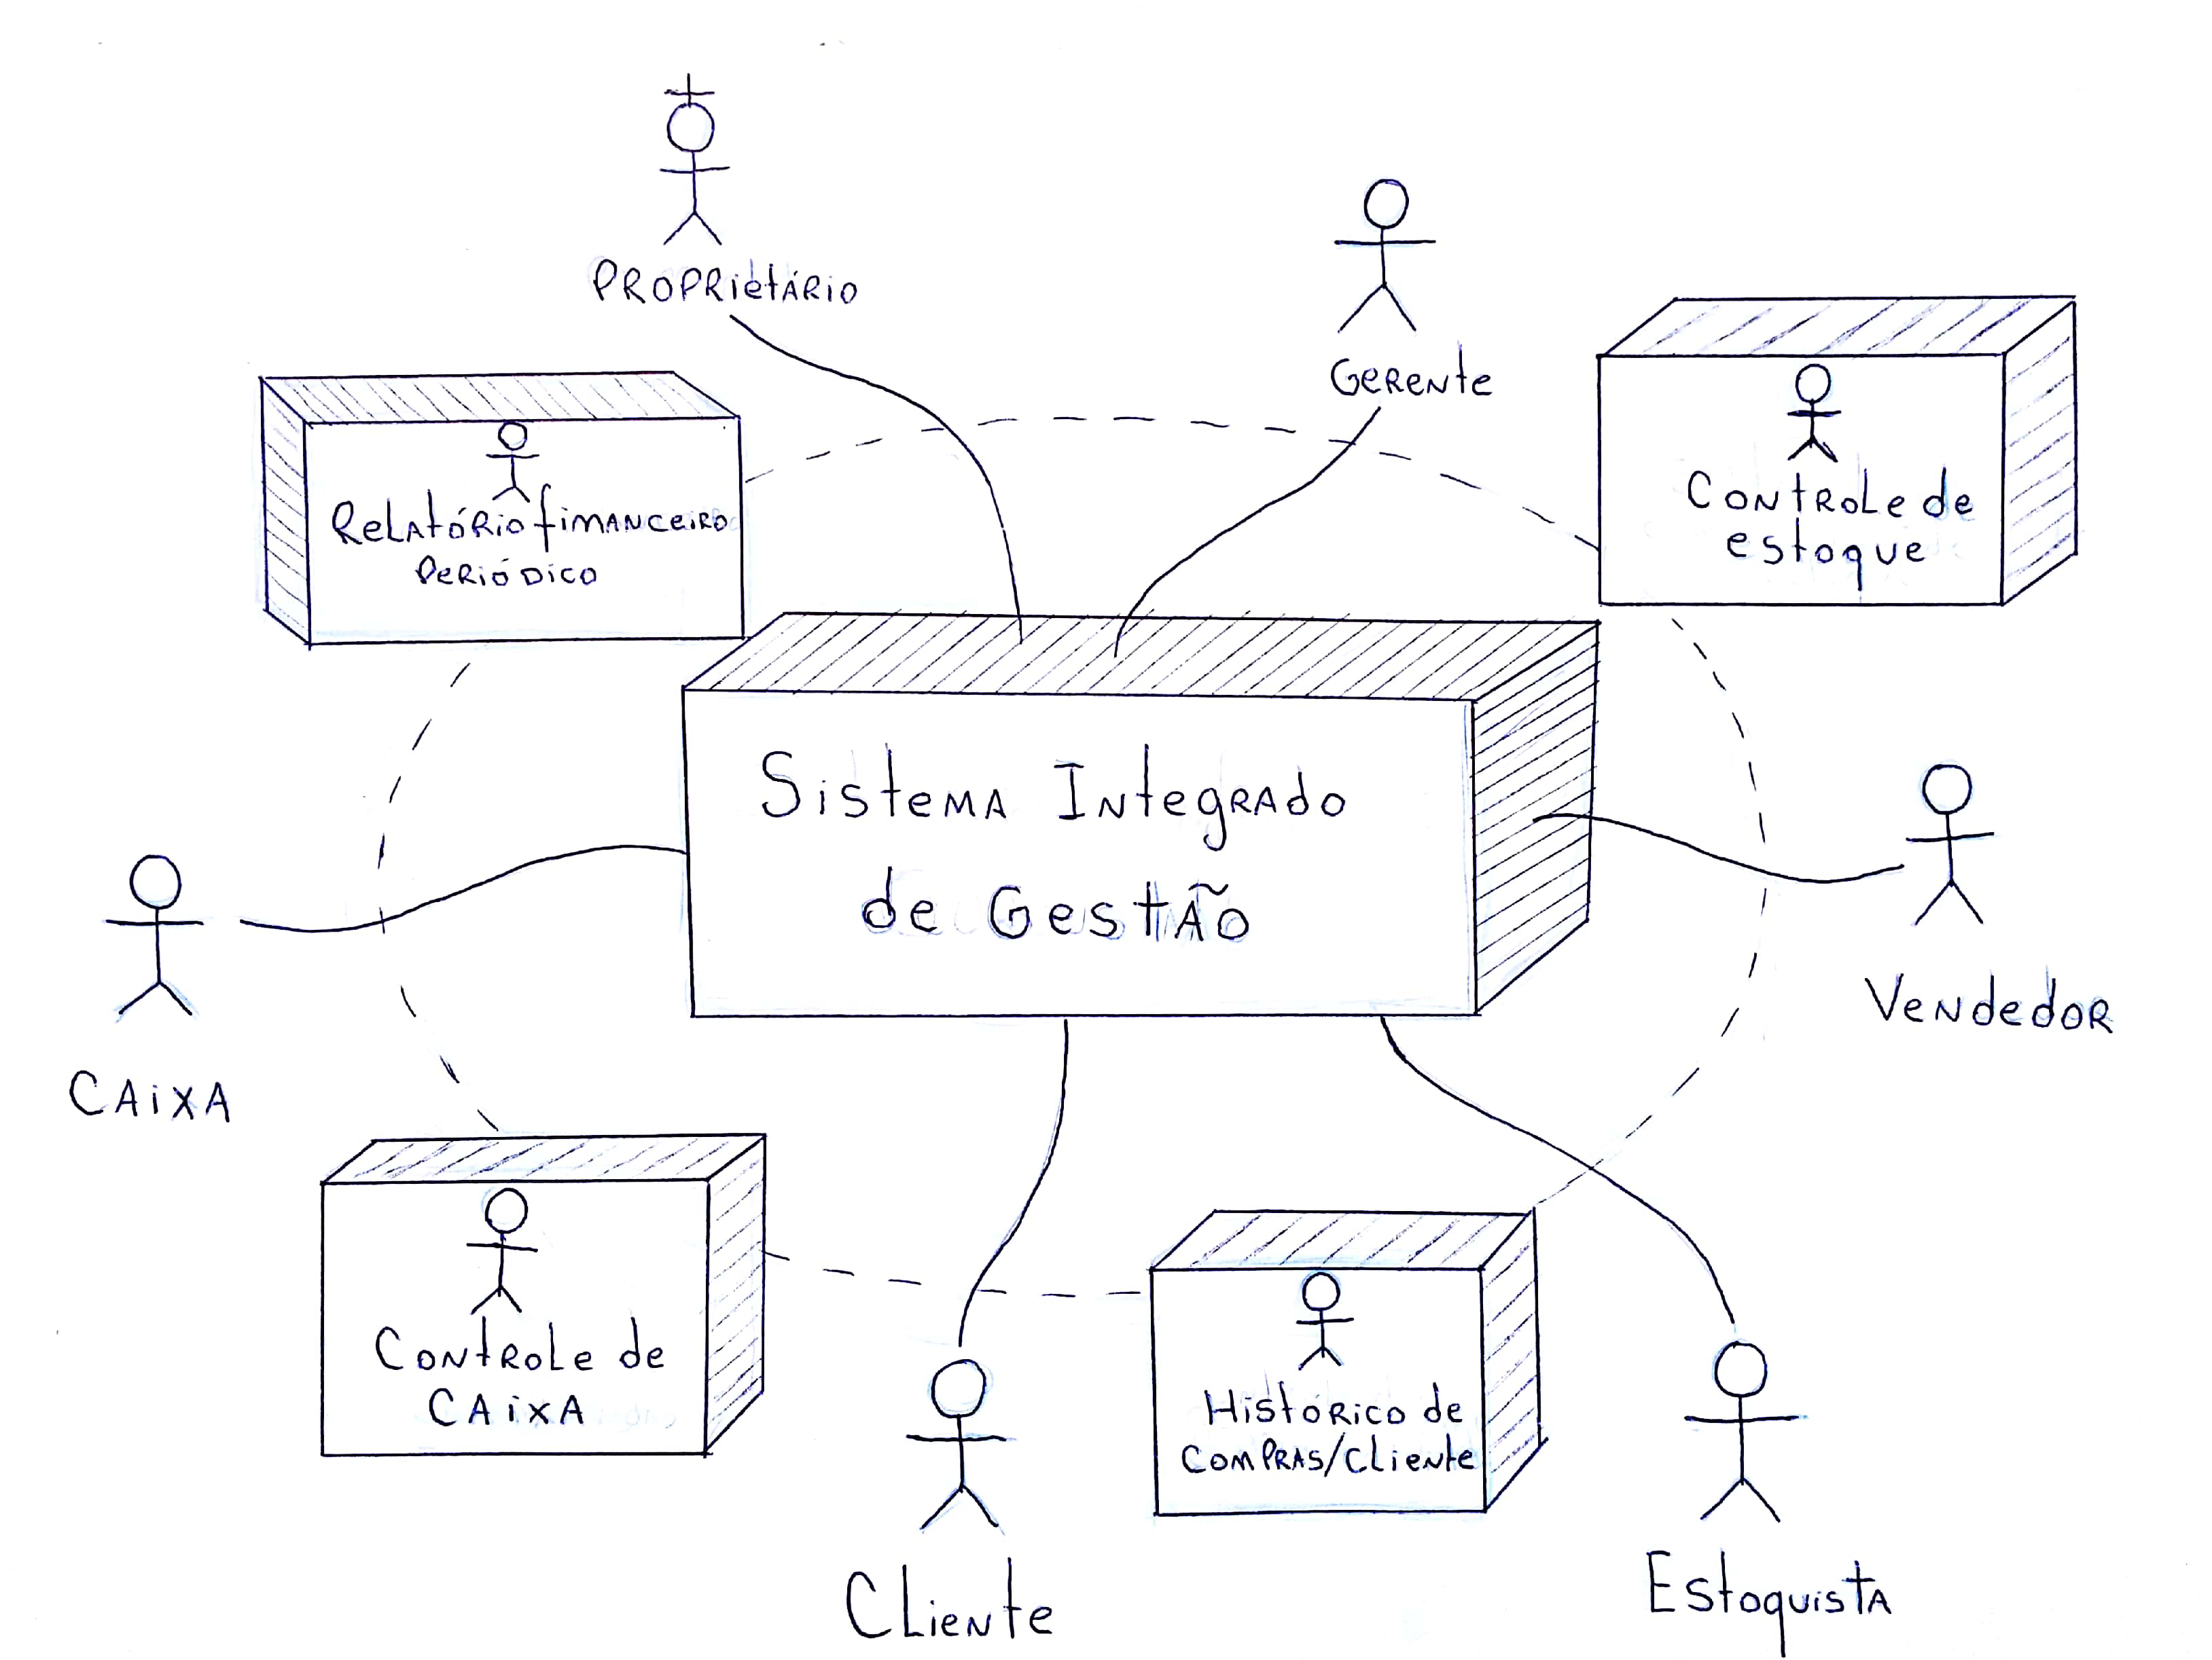 Proprietário
Gerente
Relatório financeiro
periódico
Controle de
estoque
Sistema Integrado
de Gestão
Caixa
Vendedor
Controle de
Caixa
Histórico de
compras/cliente
Cliente
Estoquista